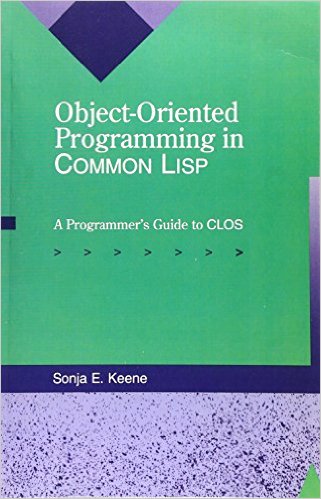 Object-Oriented
Programming in
COMMON LISP
A Programmer's Guide to CLOS
> > > > > > >
Sonja E. Keene